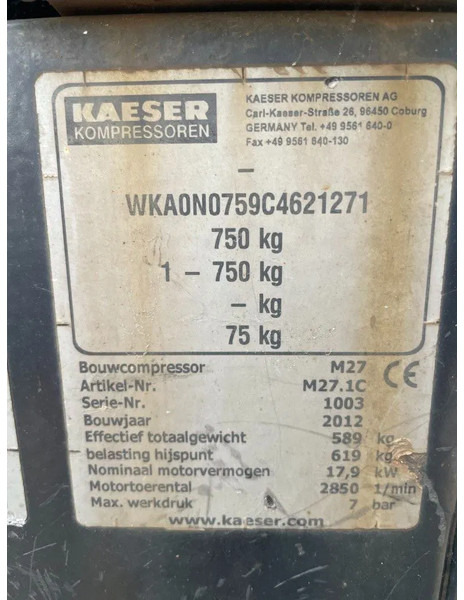 KAESER
KOMPRESSOREN
KAESER KOMPRESSOREN AG
Carl-Kaeser-Straße 26, 96450 Coburg
GERMANY Tel. +49 9561 640-0
Fax +49 9561 640-130
–
WKA0N0759C4621271
750 kg
1 – 750 kg
– kg
75 kg
Bouwcompressor M27
Artikel-Nr. M27.1C CE
Serie-Nr. 1003
Bouwjaar 2012
Effectief totaalgewicht 589 kg
belasting hijspunt 619 kg
Nominaal motorvermogen 17,9 kW
Motortoerental 2850 1/min
Max. werkdruk 7 bar
www.kaeser.com